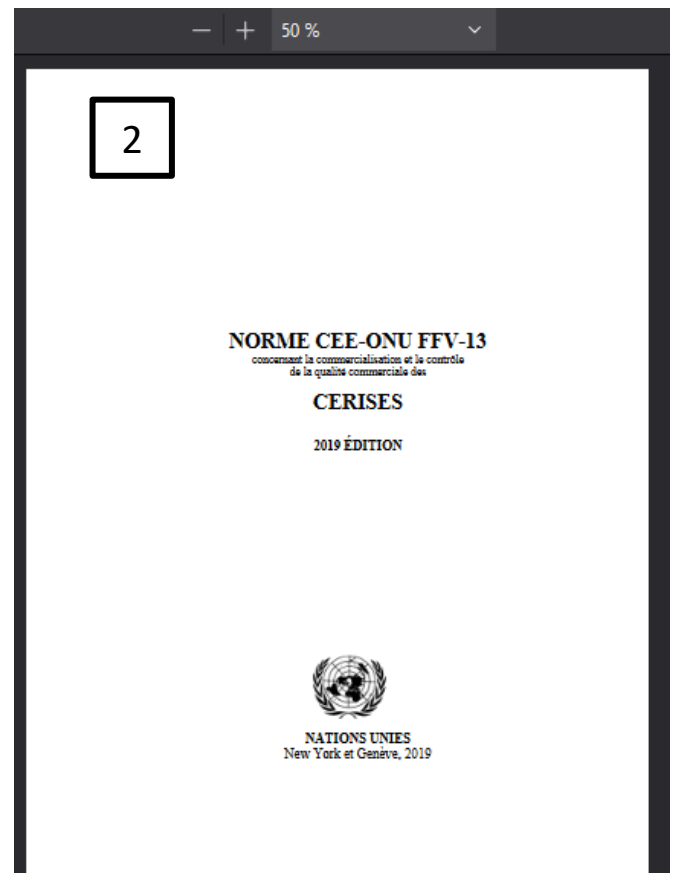 50 %
2
NORME CEE-ONU FFV-13
concernant la commercialisation et le contrôle
de la qualité commerciale des
CERISES
2019 ÉDITION
NATIONS UNIES
New York et Genève, 2019